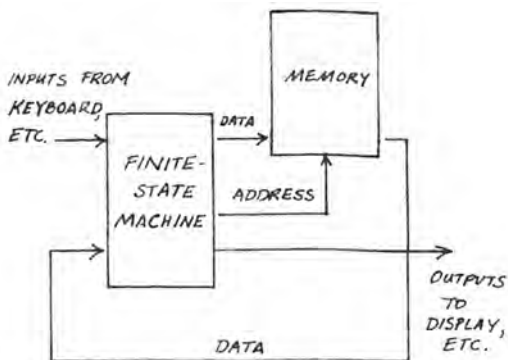 INPUTS FROM
KEYBOARD,
ETC.
FINITE-
STATE
MACHINE
DATA
MEMORY
ADDRESS
OUTPUTS
TO
DISPLAY,
ETC.
DATA